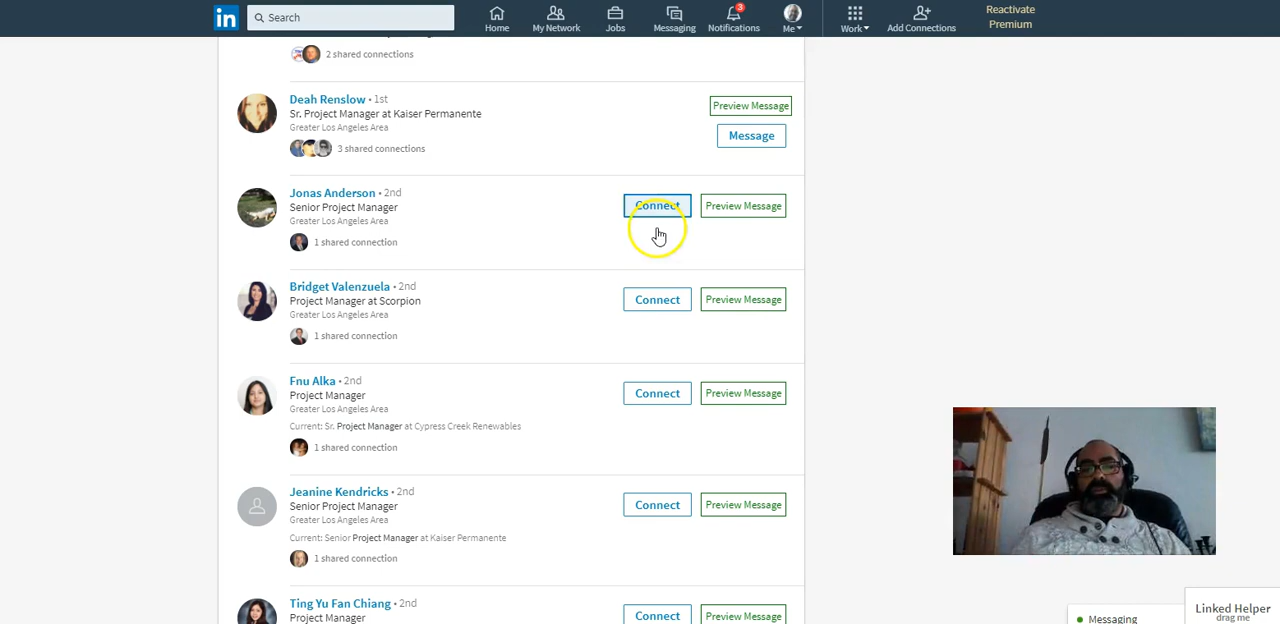 in
Search
Home
My Network
Jobs
Messaging
3
Notifications
Me
Work
Add Connections
Reactivate
Premium
2 shared connections
Deah Renslow • 1st
Sr. Project Manager at Kaiser Permanente
Greater Los Angeles Area
3 shared connections
Preview Message
Message
Jonas Anderson • 2nd
Senior Project Manager
Greater Los Angeles Area
1 shared connection
Connect
Preview Message
Bridget Valenzuela • 2nd
Project Manager at Scorpion
Greater Los Angeles Area
1 shared connection
Connect
Preview Message
Fnu Alka • 2nd
Project Manager
Greater Los Angeles Area
Current: Sr. Project Manager at Cypress Creek Renewables
1 shared connection
Connect
Preview Message
Jeanine Kendricks • 2nd
Senior Project Manager
Greater Los Angeles Area
Current: Senior Project Manager at Kaiser Permanente
1 shared connection
Connect
Preview Message
Ting Yu Fan Chiang • 2nd
Project Manager
Connect
Preview Message
Messaging
Linked Helper
drag me